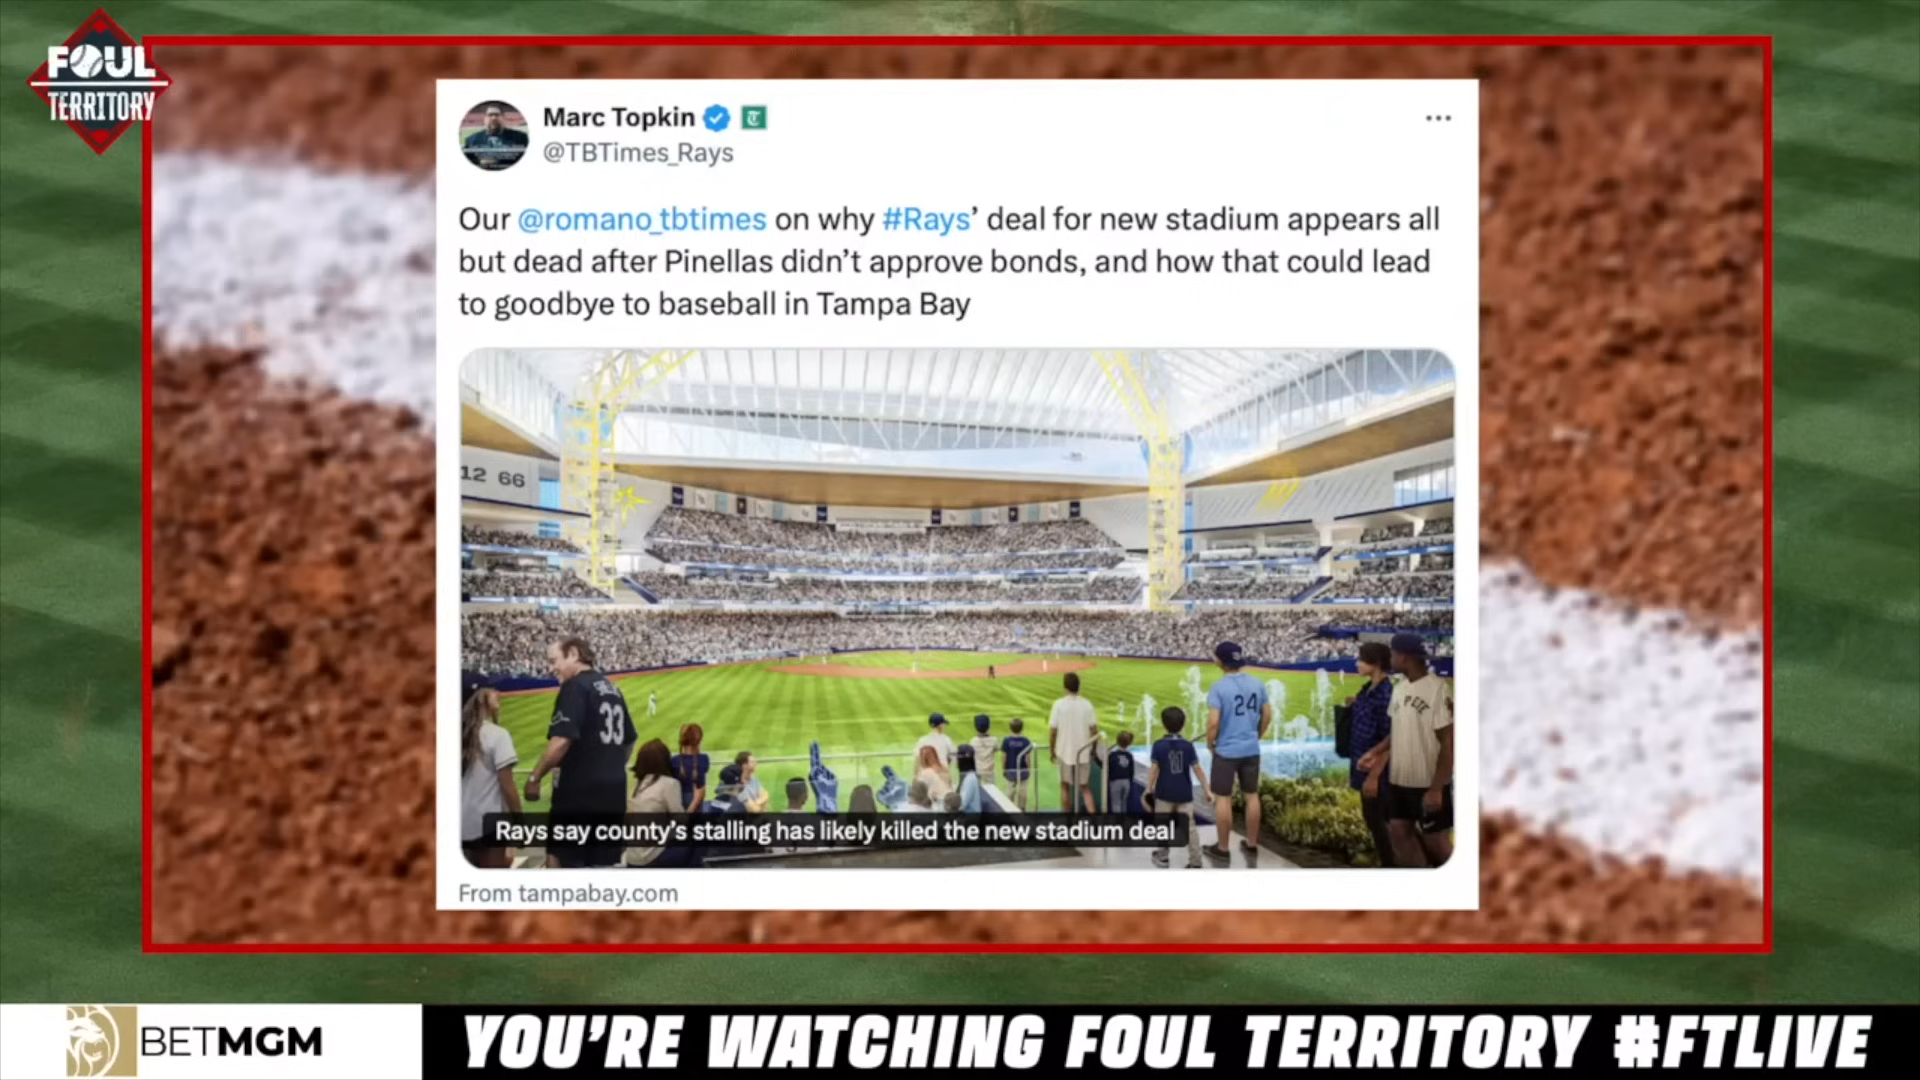 FOUL
TERRITORY
Marc Topkin
@TBTimes_Rays
Our @romano_tbtimes on why #Rays’ deal for new stadium appears all
but dead after Pinellas didn’t approve bonds, and how that could lead
to goodbye to baseball in Tampa Bay
12 66
33
24
Rays say county’s stalling has likely killed the new stadium deal
From tampabay.com
BETMGM
YOU’RE WATCHING FOUL TERRITORY #FTLIVE